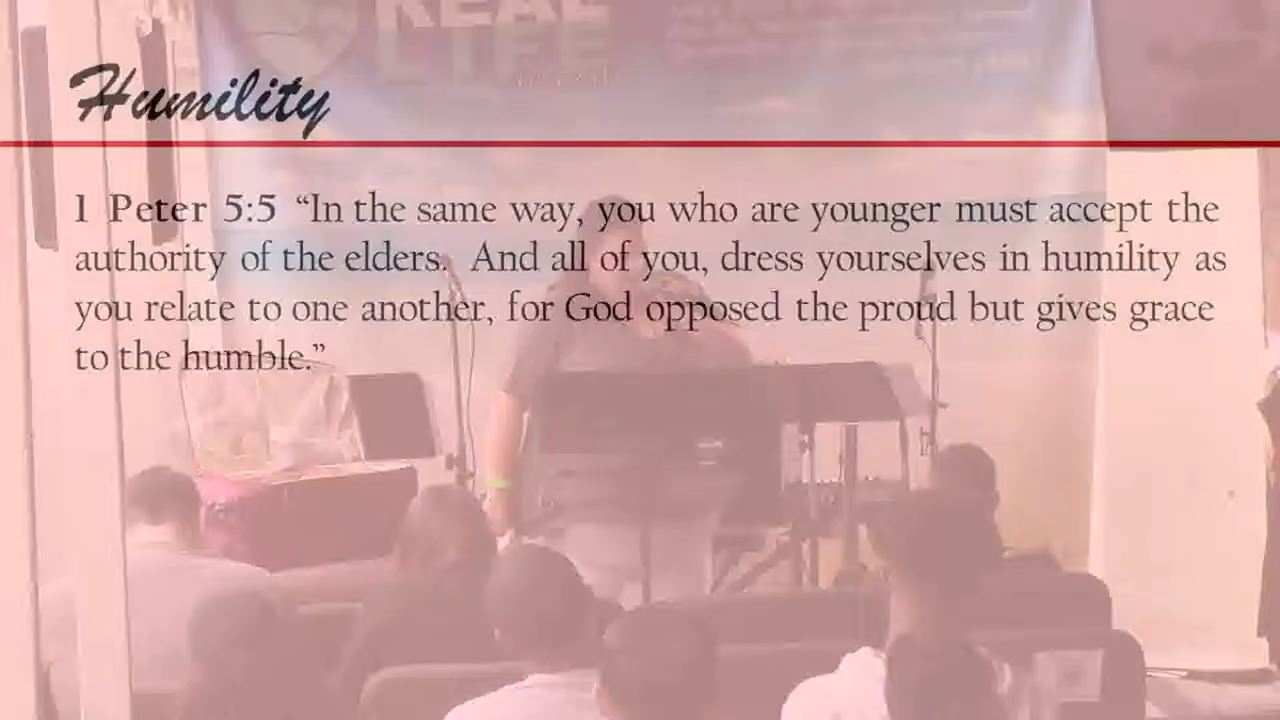 REAL
LIFE
Humility
1 Peter 5:5 “In the same way, you who are younger must accept the
authority of the elders.  And all of you, dress yourselves in humility as
you relate to one another, for God opposed the proud but gives grace
to the humble.”